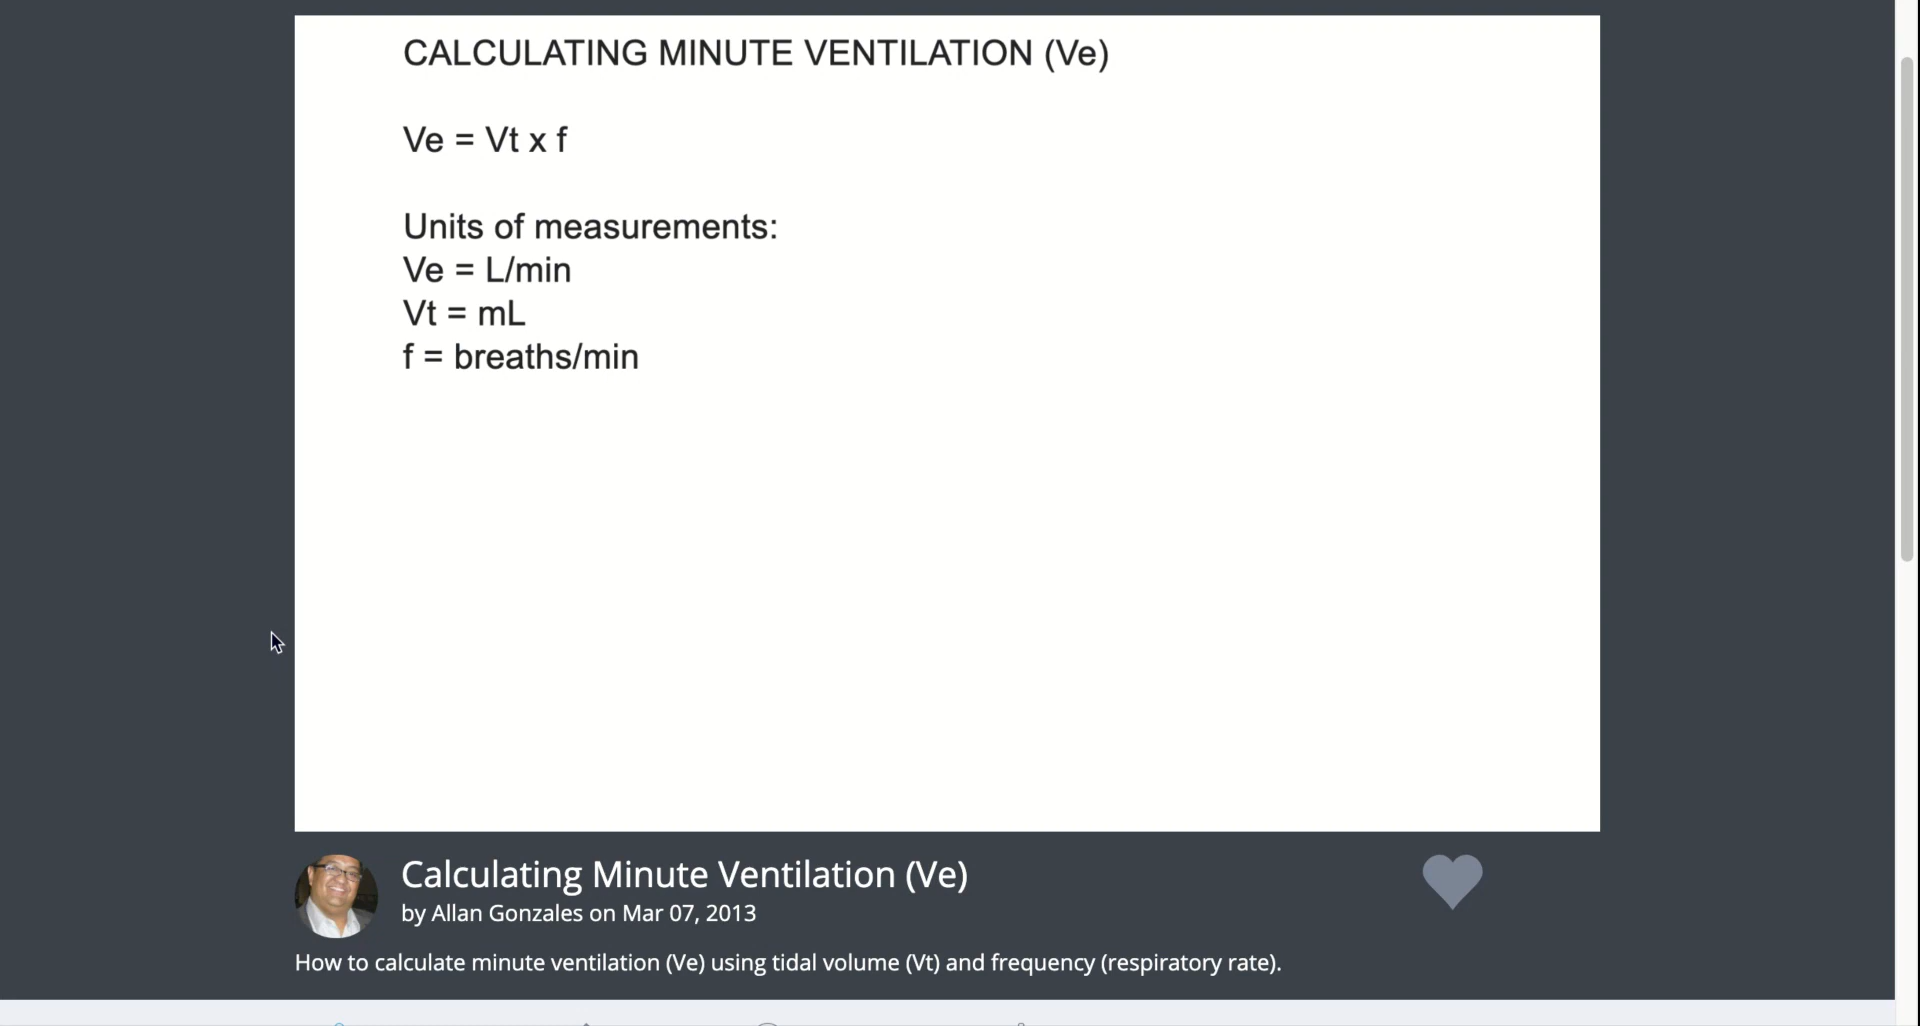 CALCULATING MINUTE VENTILATION (Ve)
Ve = Vt x f
Units of measurements:
Ve = L/min
Vt = mL
f = breaths/min
Calculating Minute Ventilation (Ve)
by Allan Gonzales on Mar 07, 2013
How to calculate minute ventilation (Ve) using tidal volume (Vt) and frequency (respiratory rate).